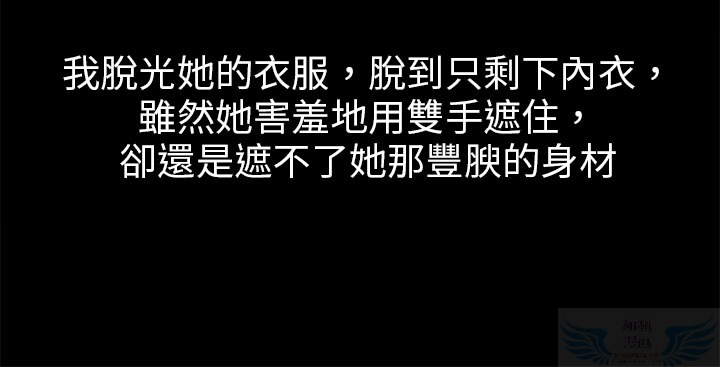 我脫光她的衣服，脫到只剩下內衣，
雖然她害羞地用雙手遮住，
卻還是遮不了她那豐腴的身材